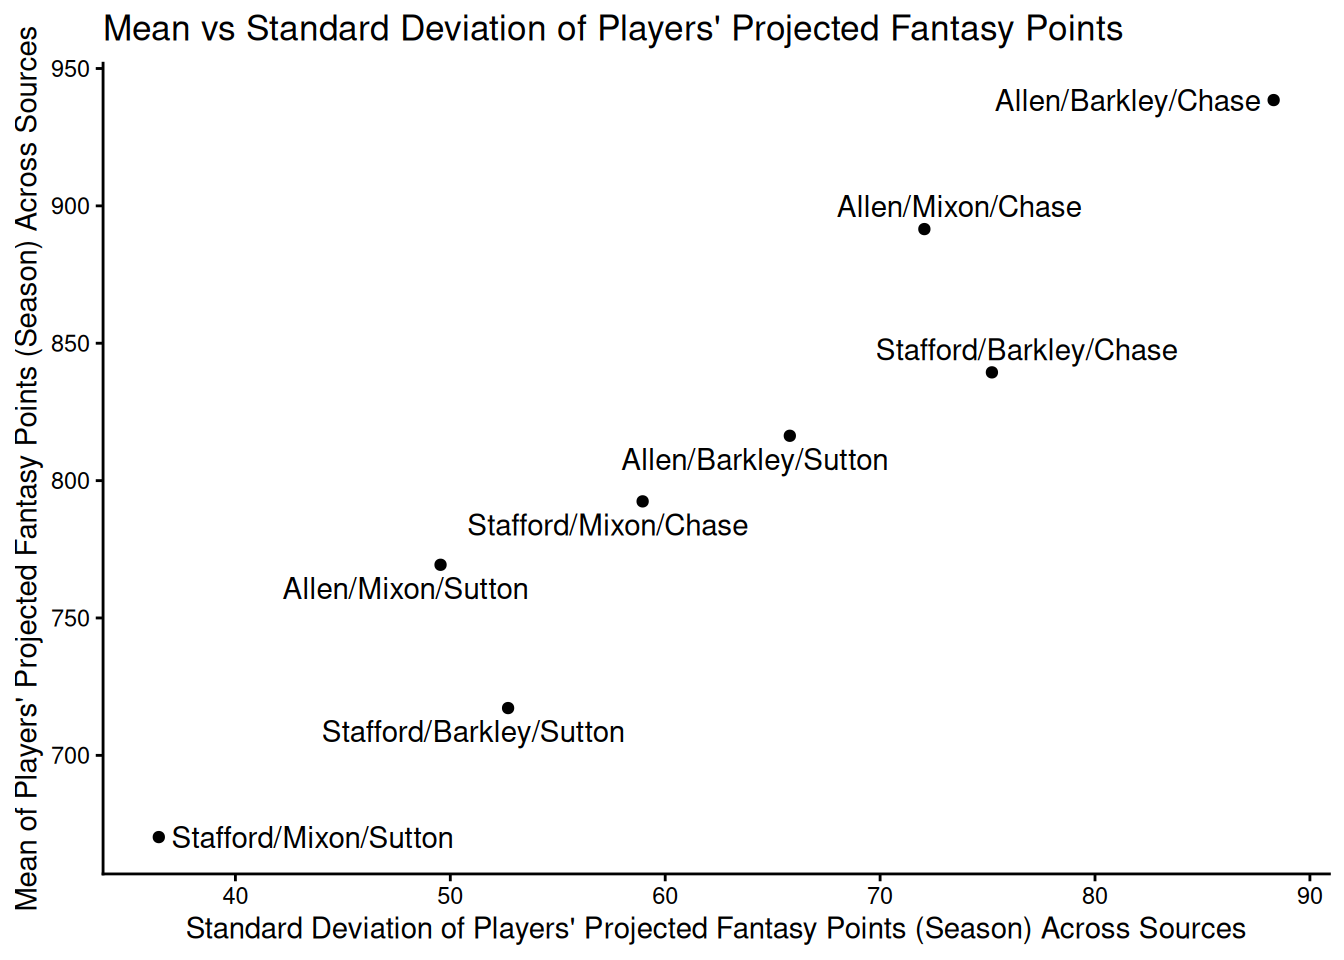 Mean vs Standard Deviation of Players' Projected Fantasy Points
Mean of Players' Projected Fantasy Points (Season) Across Sources
950
900
850
800
750
700
Allen/Barkley/Chase
Allen/Mixon/Chase
Stafford/Barkley/Chase
Allen/Barkley/Sutton
Stafford/Mixon/Chase
Allen/Mixon/Sutton
Stafford/Barkley/Sutton
Stafford/Mixon/Sutton
40
50
60
70
80
90
Standard Deviation of Players' Projected Fantasy Points (Season) Across Sources